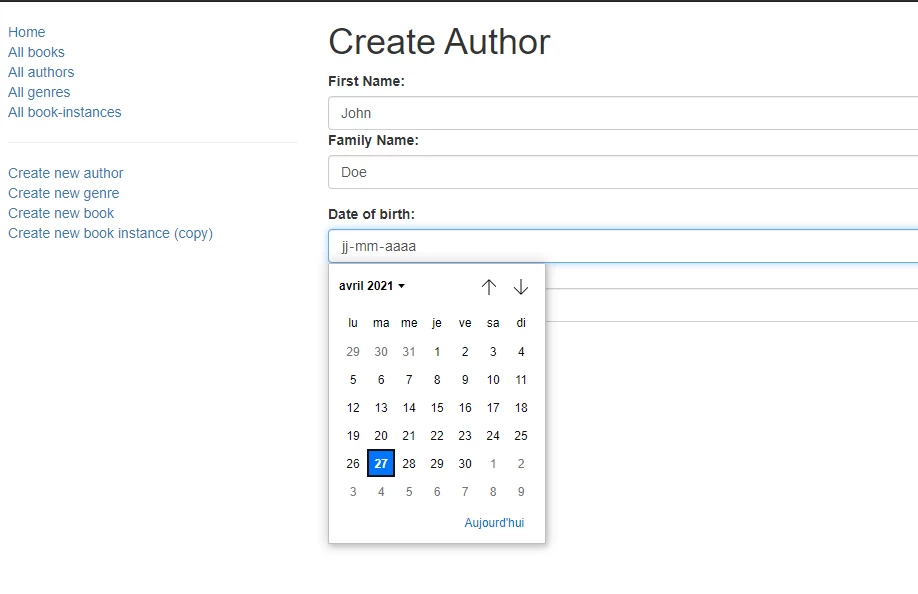 Home
All books
All authors
All genres
All book-instances
Create new author
Create new genre
Create new book
Create new book instance (copy)
Create Author
First Name:
John
Family Name:
Doe
Date of birth:
jj-mm-aaaa
avril 2021
lu ma me je ve sa di
29 30 31 1 2 3 4
5 6 7 8 9 10 11
12 13 14 15 16 17 18
19 20 21 22 23 24 25
26 27 28 29 30 1 2
3 4 5 6 7 8 9
Aujourd'hui